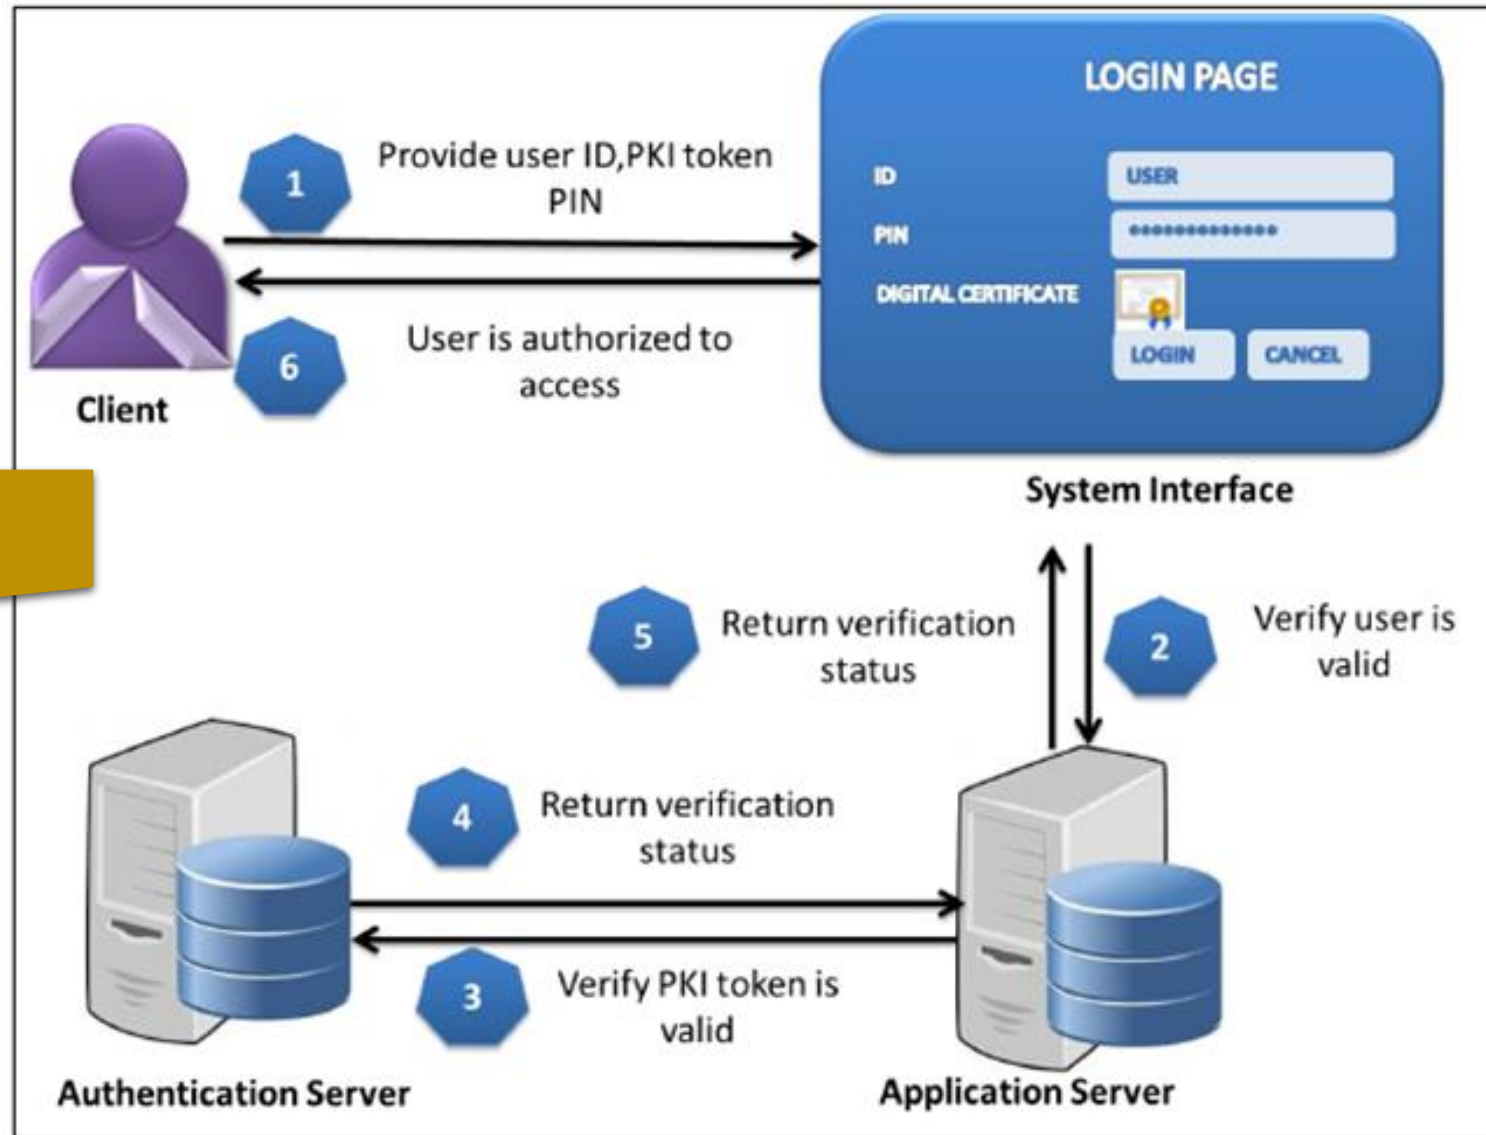 LOGIN PAGE
1
Provide user ID,PKI token
PIN
ID
USER
PIN
•••••••••••••
DIGITAL CERTIFICATE
LOGIN
CANCEL
6
User is authorized to
access
Client
System Interface
5
Return verification
status
2
Verify user is
valid
4
Return verification
status
3
Verify PKI token is
valid
Authentication Server
Application Server